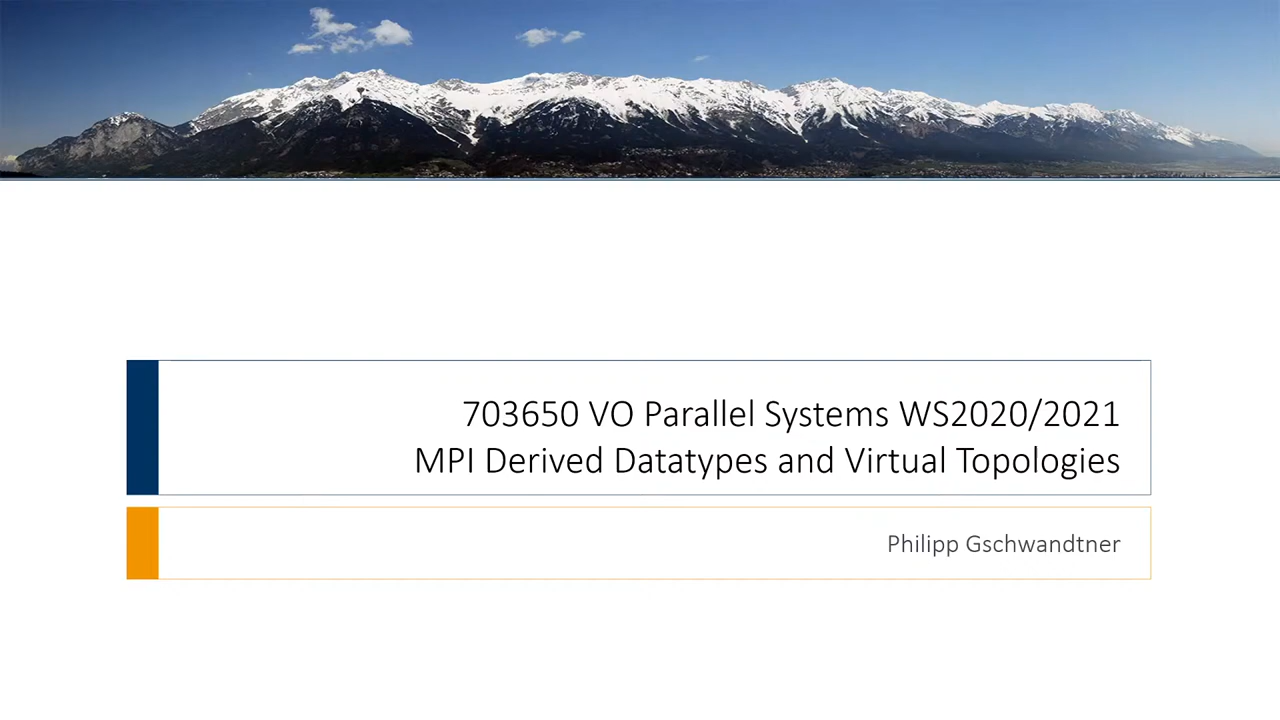 703650 VO Parallel Systems WS2020/2021
MPI Derived Datatypes and Virtual Topologies
Philipp Gschwandtner